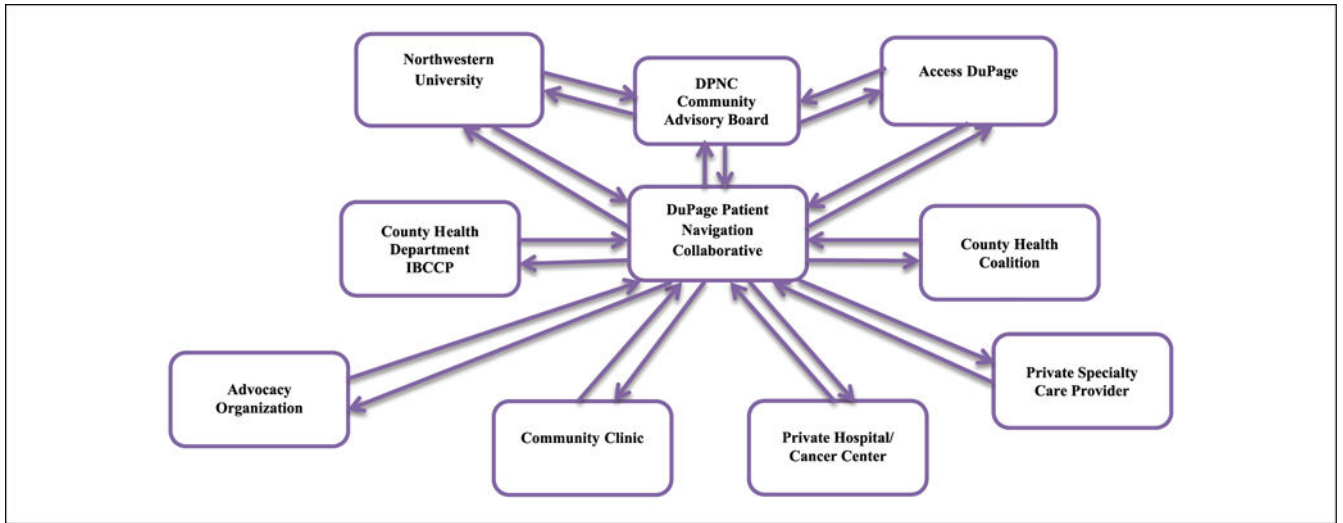 Northwestern
University
DPNC
Community
Advisory Board
Access DuPage
County Health
Department
IBCCP
DuPage Patient
Navigation
Collaborative
County Health
Coalition
Advocacy
Organization
Community Clinic
Private Hospital/
Cancer Center
Private Specialty
Care Provider